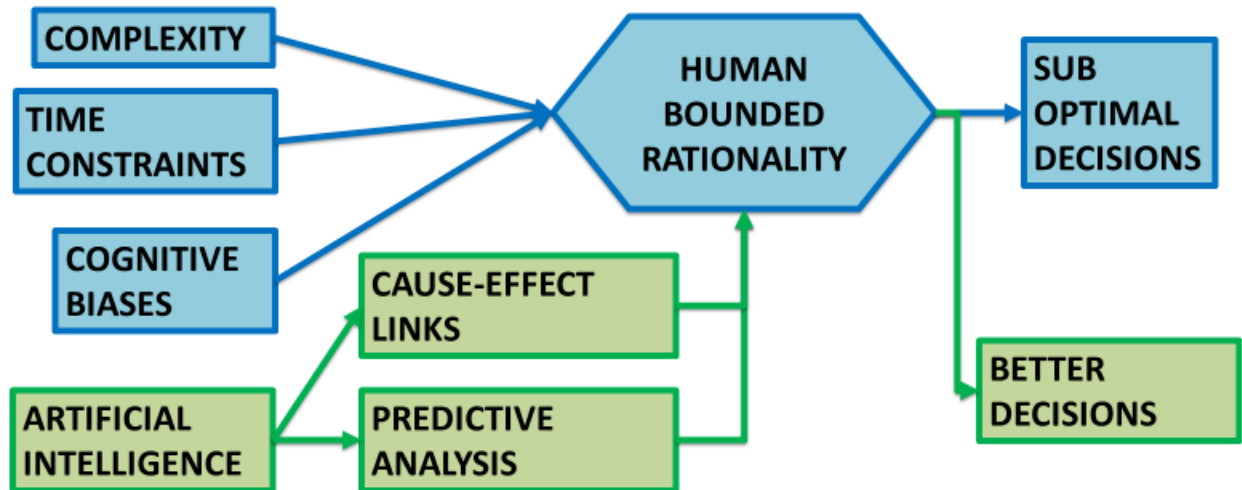 COMPLEXITY
TIME
CONSTRAINTS
COGNITIVE
BIASES
ARTIFICIAL
INTELLIGENCE
CAUSE-EFFECT
LINKS
PREDICTIVE
ANALYSIS
HUMAN
BOUNDED
RATIONALITY
SUB
OPTIMAL
DECISIONS
BETTER
DECISIONS